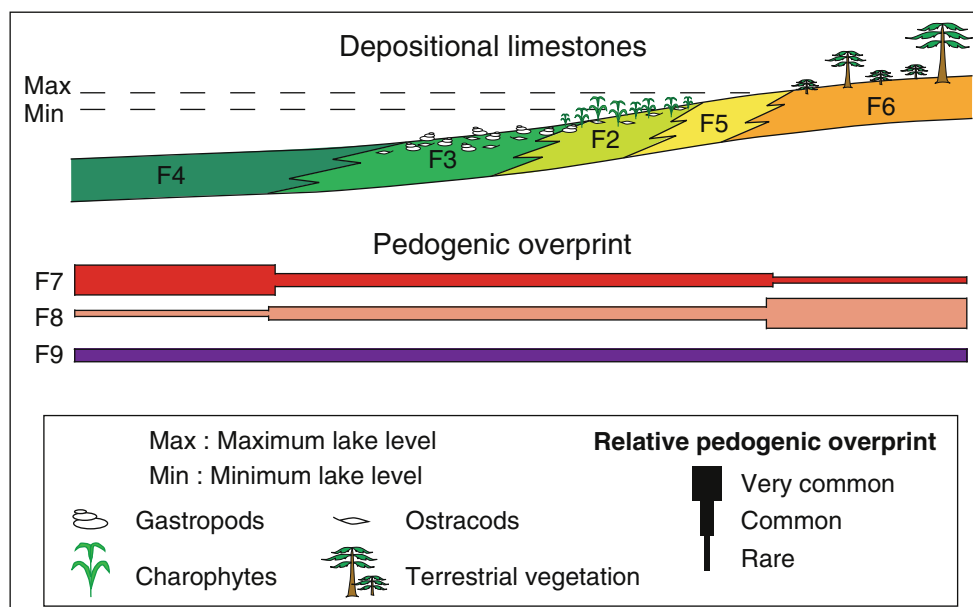 Depositional limestones
Max
Min
F4
F3
F2
F5
F6
Pedogenic overprint
F7
F8
F9
Max : Maximum lake level
Min : Minimum lake level
Gastropods
Ostracods
Charophytes
Terrestrial vegetation
Relative pedogenic overprint
Very common
Common
Rare